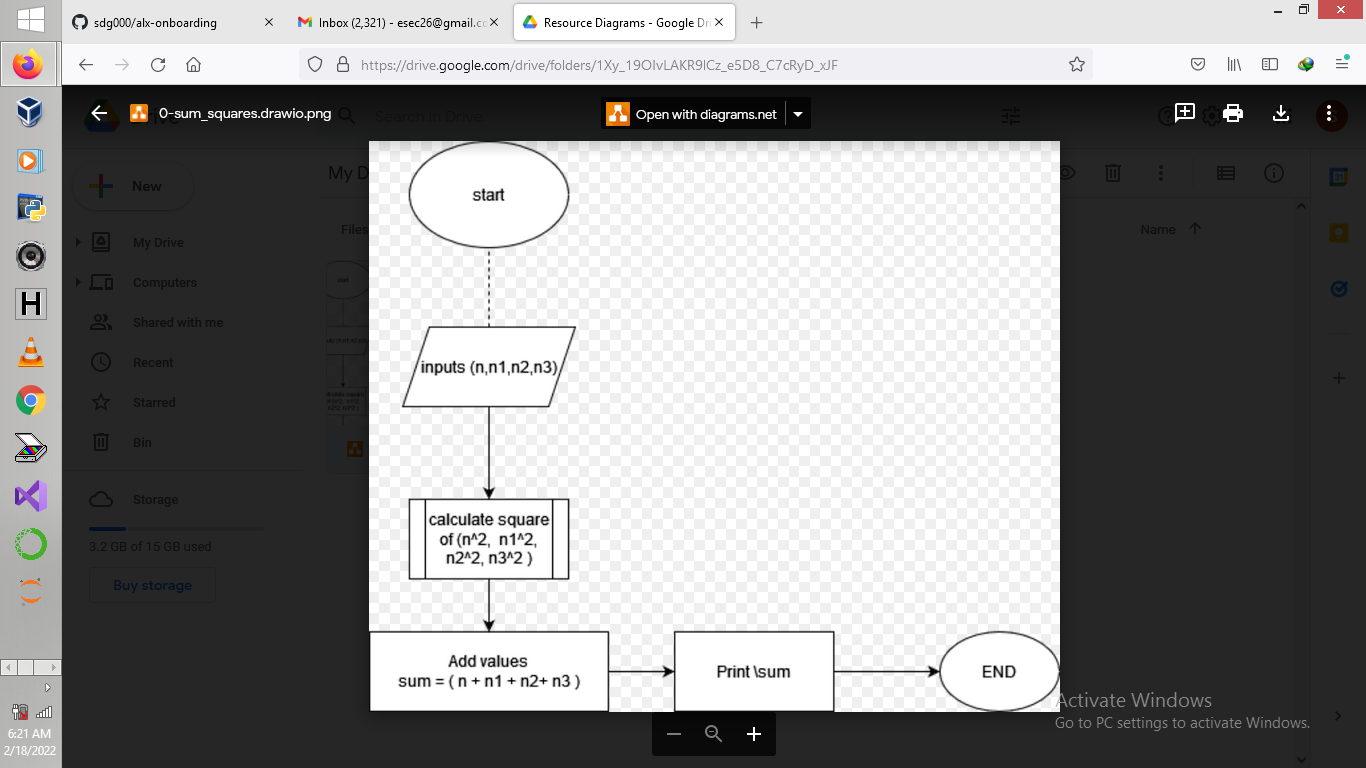 sdg000/alx-onboarding
Inbox (2,321) - esec26@gmail.cc
Resource Diagrams - Google Dri
https://drive.google.com/drive/folders/1Xy_19OIvLAKR9lCz_e5D8_C7cRyD_xJF
0-sum_squares.drawio.png
Search in Drive
Open with diagrams.net
New
My D
Files
Name
My Drive
Computers
Shared with me
Recent
Starred
Bin
Storage
3.2 GB of 15 GB used
Buy storage
start
inputs (n,n1,n2,n3)
calculate square
of (n^2, n1^2,
n2^2, n3^2 )
Add values
sum = ( n + n1 + n2+ n3 )
Print \sum
END
Activate Windows
Go to PC settings to activate Windows.
6:21 AM
2/18/2022